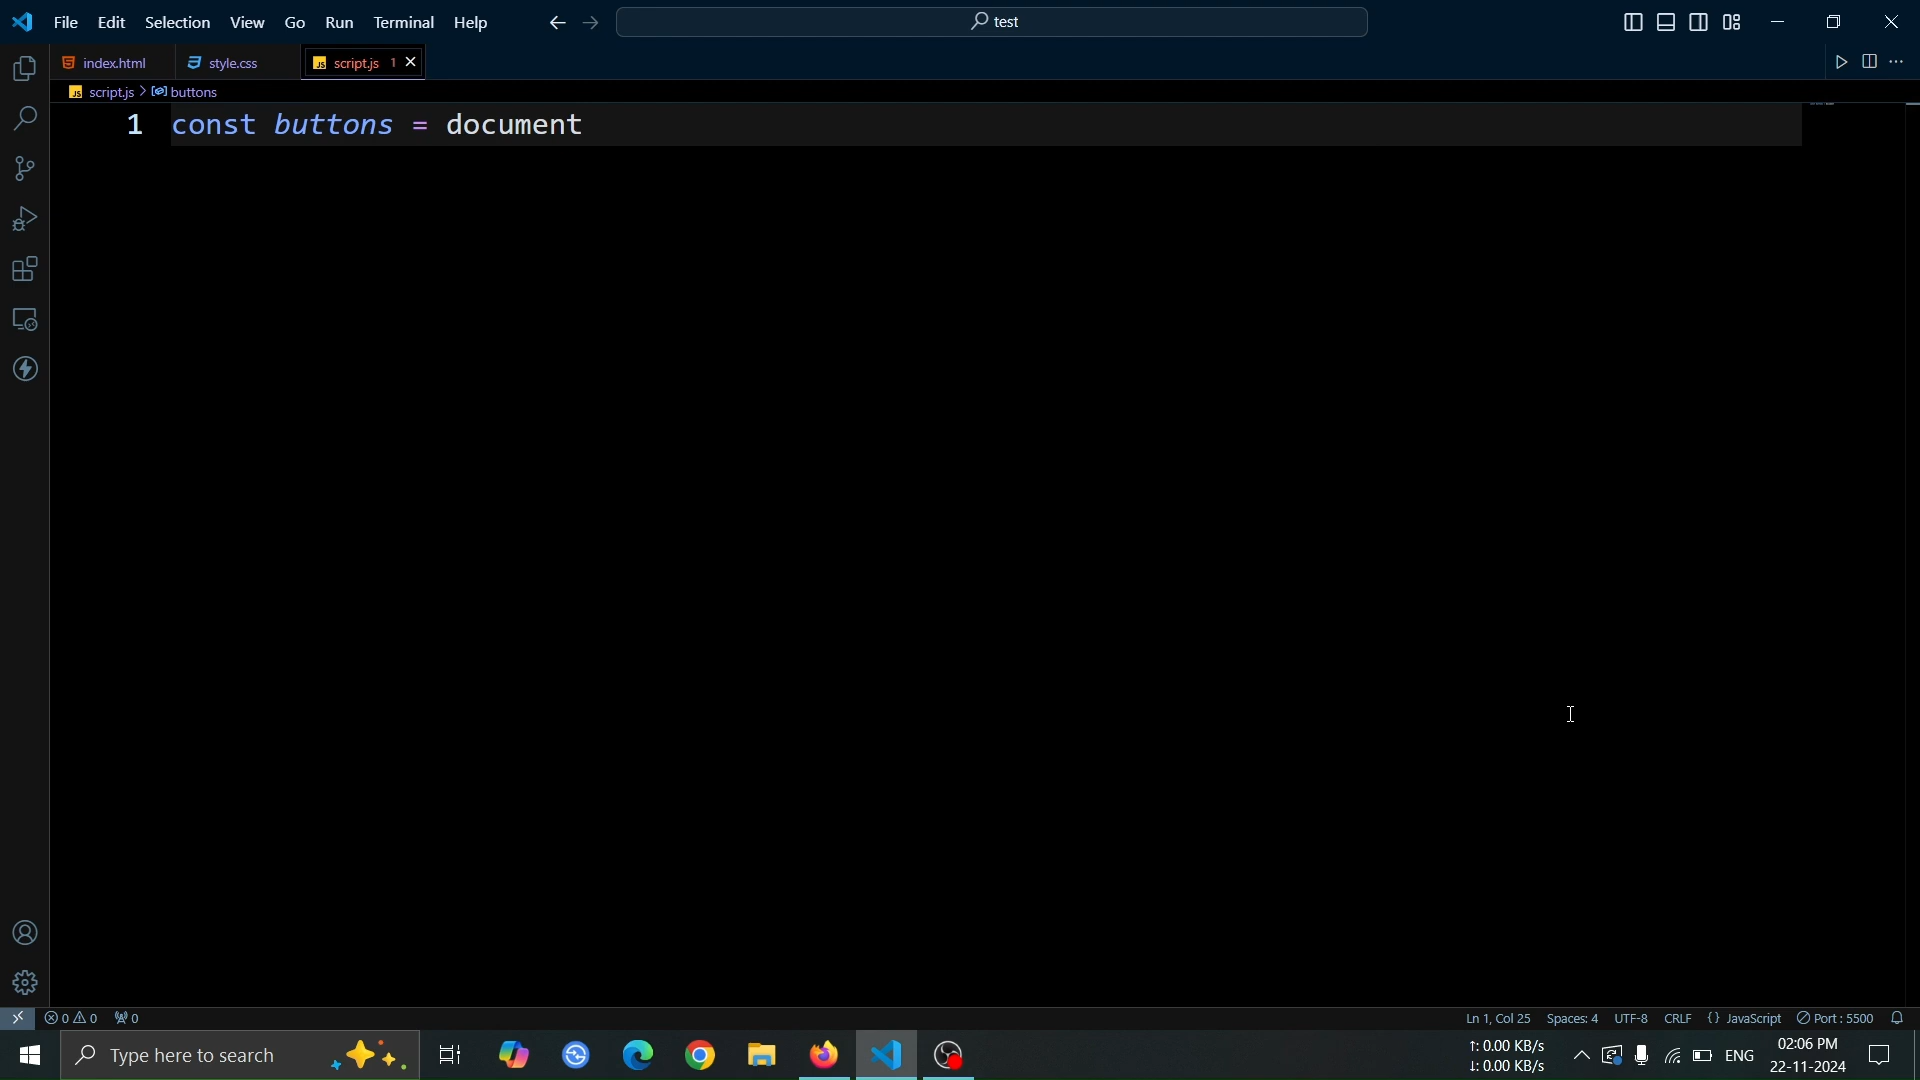 File Edit Selection View Go Run Terminal Help
test
index.html style.css script.js 1
script.js > buttons
1 const buttons = document
0 0 0
Ln 1, Col 25 Spaces: 4 UTF-8 CRLF {} JavaScript Port : 5500
Type here to search
↑: 0.00 KB/s
↓: 0.00 KB/s
ENG
02:06 PM
22-11-2024